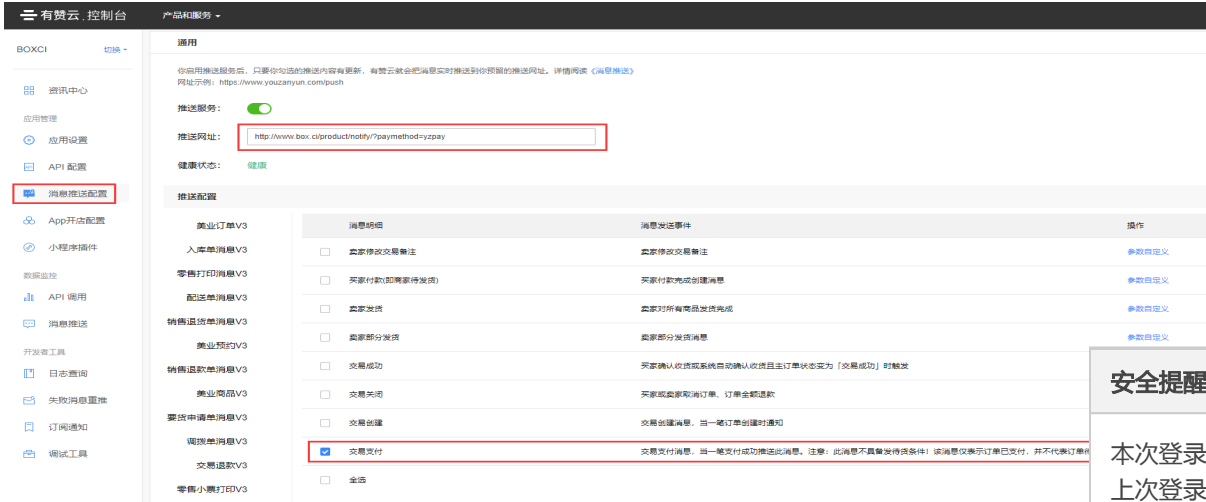 有赞云 控制台 产品和服务
BOXCI 切换
资讯中心
应用管理
应用设置
API 配置
消息推送配置
App开店配置
小程序插件
数据监控
API 调用
消息推送
开发者工具
日志查询
失败消息重推
订阅通知
调试工具
通用
你启用推送服务后，只要你勾选的推送内容有更新，有赞云就会把消息实时推送到你预留的推送网址。详情阅读《消息推送》
网址示例：https://www.youzanyun.com/push
推送服务：
推送网址： http://www.box.ci/product/notify/?paymethod=yzpay
健康状态： 健康
推送配置
美业订单V3
入库单消息V3
零售打印消息V3
配送单消息V3
销售退货单消息V3
美业预约V3
销售退款单消息V3
美业商品V3
要货申请单消息V3
调拨单消息V3
交易退款V3
零售小票打印V3
消息明细 消息发送事件 操作
卖家修改交易备注 卖家修改交易备注 参数自定义
买家付款(即商家待发货) 买家付款完成创建消息 参数自定义
卖家发货 卖家对所有商品发货完成 参数自定义
卖家部分发货 卖家部分发货消息 参数自定义
交易成功 买家确认收货或系统自动确认收货且主订单状态变为「交易成功」时触发
交易关闭 买家或卖家取消订单、订单全额退款
交易创建 交易创建消息，当一笔订单创建时通知
交易支付 交易支付消息，当一笔支付成功推送此消息。注意：此消息不具备发待货条件！该消息仅表示订单已支付，并不代表订单
全选
安全提醒
本次登录
上次登录